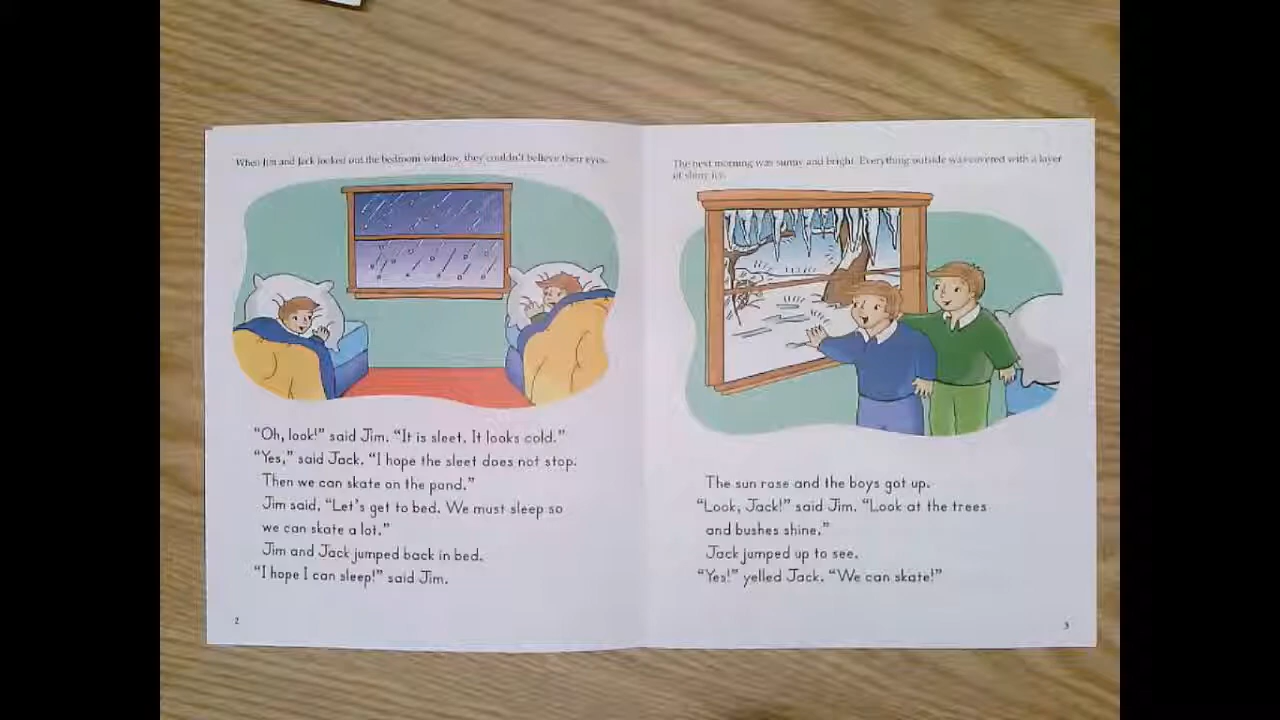 When Jim and Jack looked out the bedroom window, they couldn't believe their eyes.
"Oh, look!" said Jim. "It is sleet. It looks cold."
"Yes," said Jack. "I hope the sleet does not stop.
Then we can skate on the pond."
Jim said, "Let's get to bed. We must sleep so
we can skate a lot."
Jim and Jack jumped back in bed.
"I hope I can sleep!" said Jim.
2
The next morning was sunny and bright. Everything outside was covered with a layer
of shiny icy.
The sun rose and the boys got up.
"Look, Jack!" said Jim. "Look at the trees
and bushes shine."
Jack jumped up to see.
"Yes!" yelled Jack. "We can skate!"
3